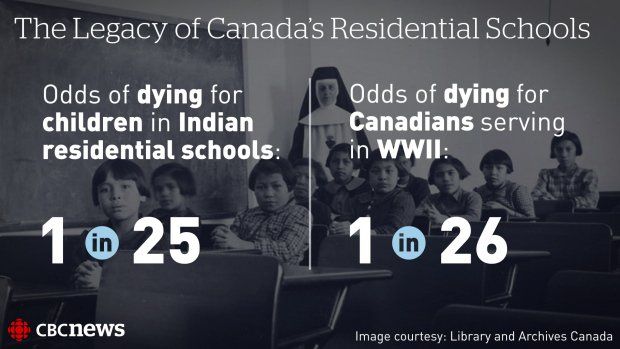 The Legacy of Canada's Residential Schools
Odds of dying for
children in Indian
residential schools:
1 in 25
Odds of dying for
Canadians serving
in WWII:
1 in 26
CBCNEWS
Image courtesy: Library and Archives Canada